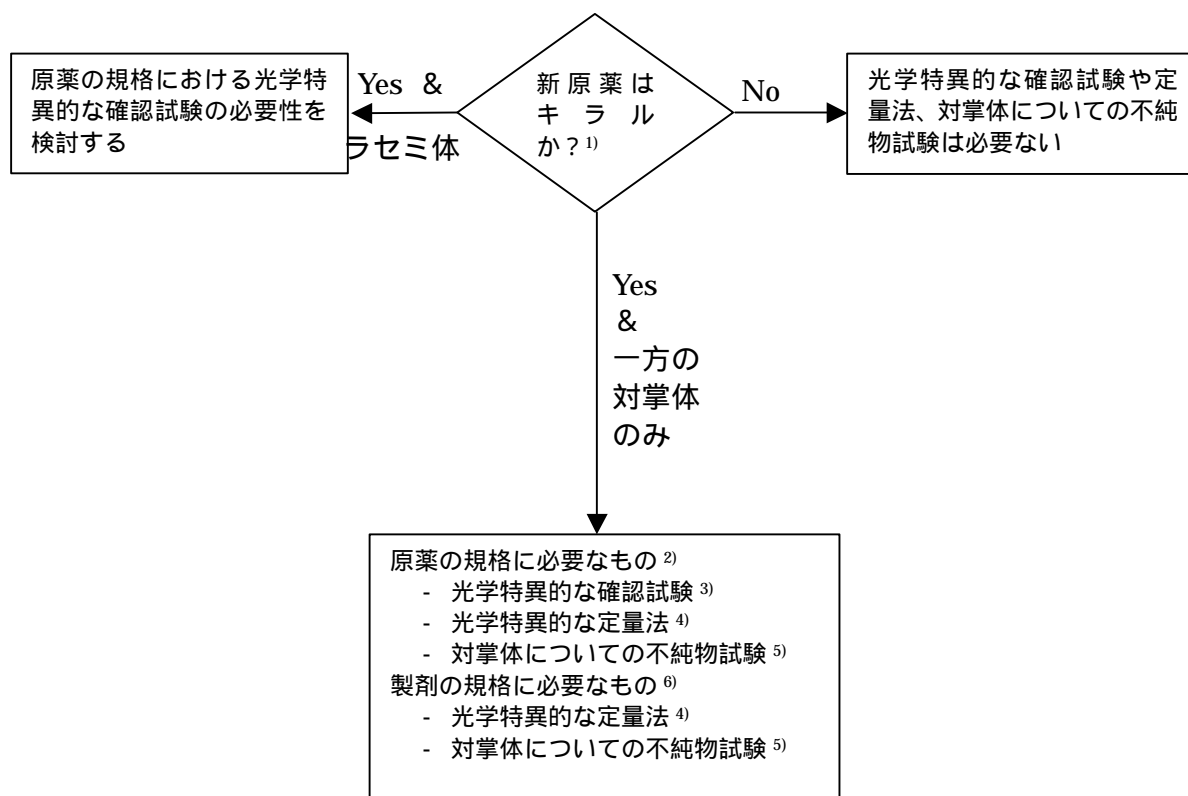 新原薬は
キラル
か？1)
Yes ＆
ラセミ体
原薬の規格における光学特
異的な確認試験の必要性を
検討する
No
光学特異的な確認試験や定
量法、対掌体についての不純
物試験は必要ない
Yes
＆
一方の
対掌体
のみ
原薬の規格に必要なもの 2)
- 光学特異的な確認試験 3)
- 光学特異的な定量法 4)
- 対掌体についての不純物試験 5)
製剤の規格に必要なもの 6)
- 光学特異的な定量法 4)
- 対掌体についての不純物試験 5)